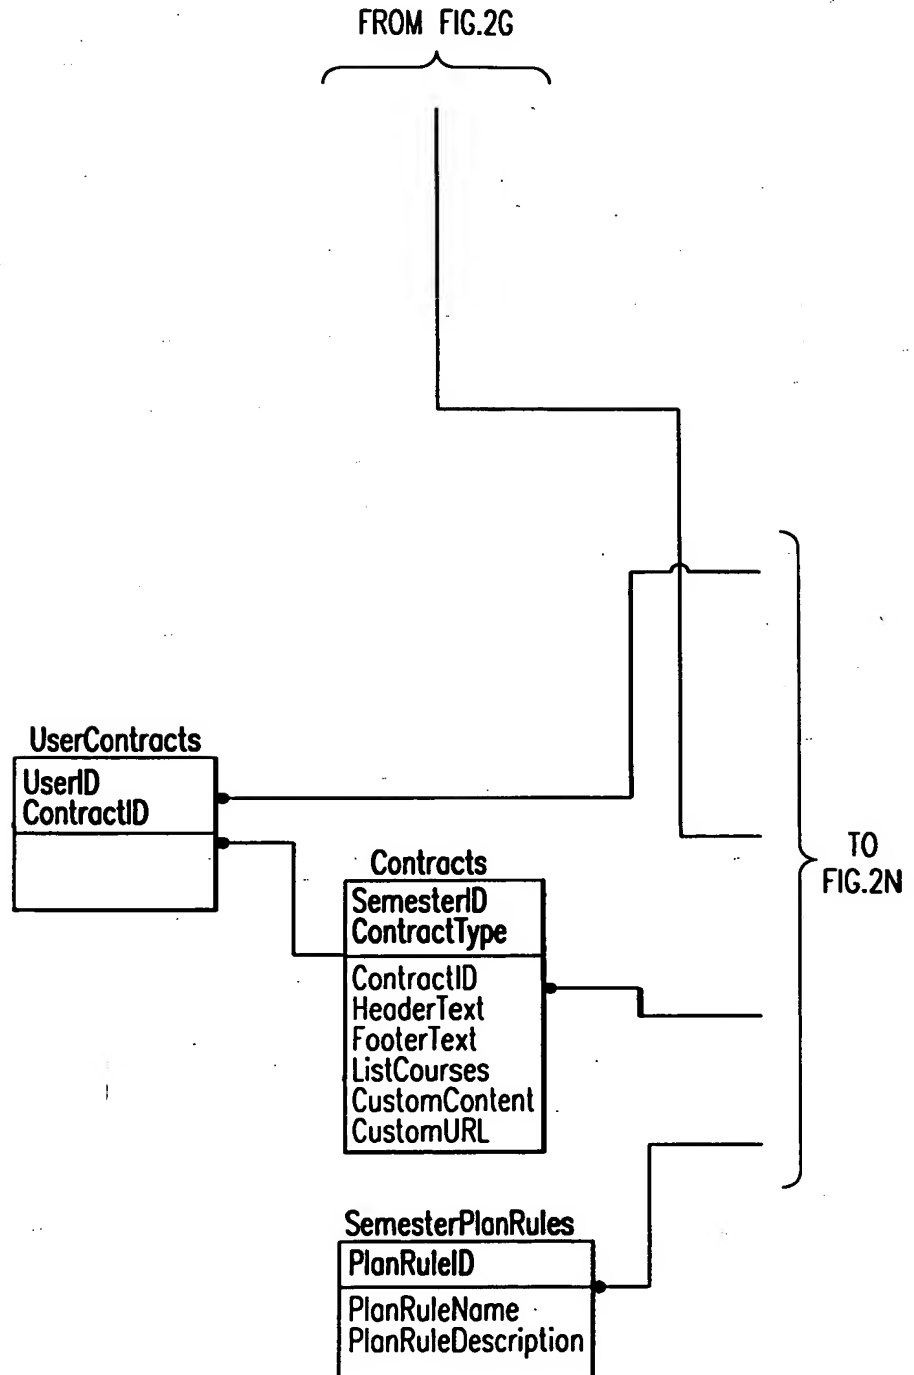 FROM FIG.2G
UserContracts
UserID
ContractID
Contracts
SemesterID
ContractType
ContractID
HeaderText
FooterText
ListCourses
CustomContent
CustomURL
TO
FIG.2N
SemesterPlanRules
PlanRuleID
PlanRuleName
PlanRuleDescription